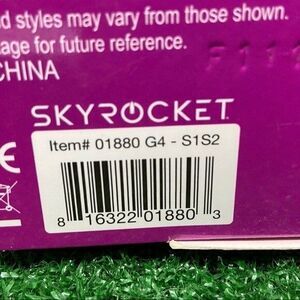 d styles may vary from those shown.
age for future reference.
CHINA
SKYROCKET
Item# 01880 G4 - S1S2
8 16322 01880 3